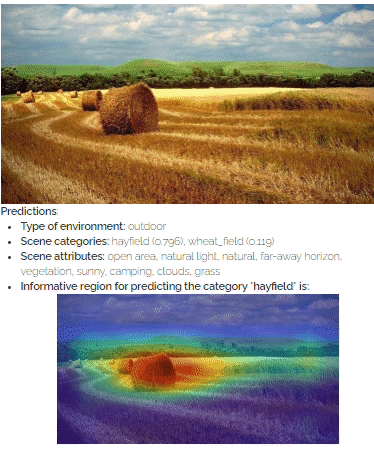 Predictions:
• Type of environment: outdoor
• Scene categories: hayfield (0.796), wheat_field (0.119)
• Scene attributes: open area, natural light, natural, far-away horizon,
vegetation, sunny, camping, clouds, grass
• Informative region for predicting the category "hayfield" is: